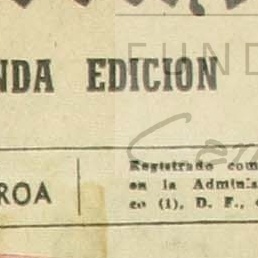 NDA EDICION
FUND
ROA
Registrado com
en la Adminis
co (1), D. F.,